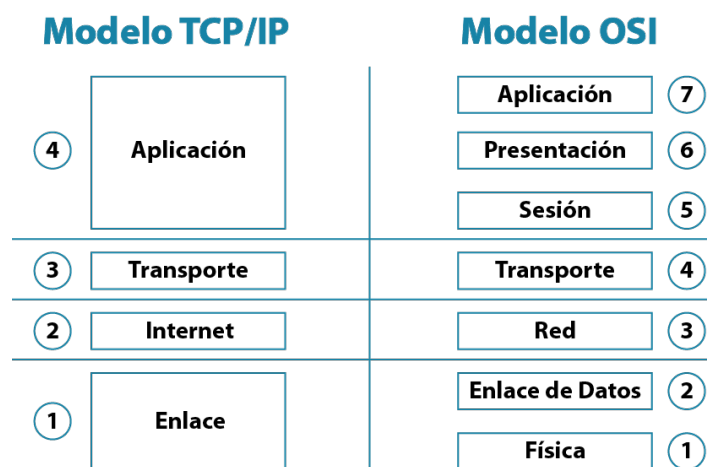 Modelo TCP/IP
Modelo OSI
4 Aplicación
Aplicación 7
Presentación 6
Sesión 5
3 Transporte
Transporte 4
2 Internet
Red 3
1 Enlace
Enlace de Datos 2
Física 1